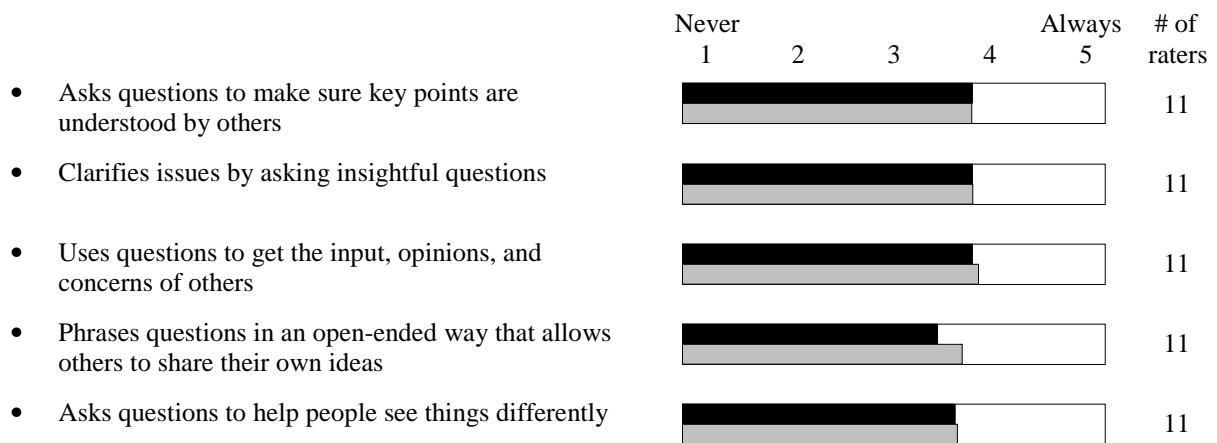 Never Always # of
1 2 3 4 5 raters
• Asks questions to make sure key points are
understood by others
11
• Clarifies issues by asking insightful questions
11
• Uses questions to get the input, opinions, and
concerns of others
11
• Phrases questions in an open-ended way that allows
others to share their own ideas
11
• Asks questions to help people see things differently
11